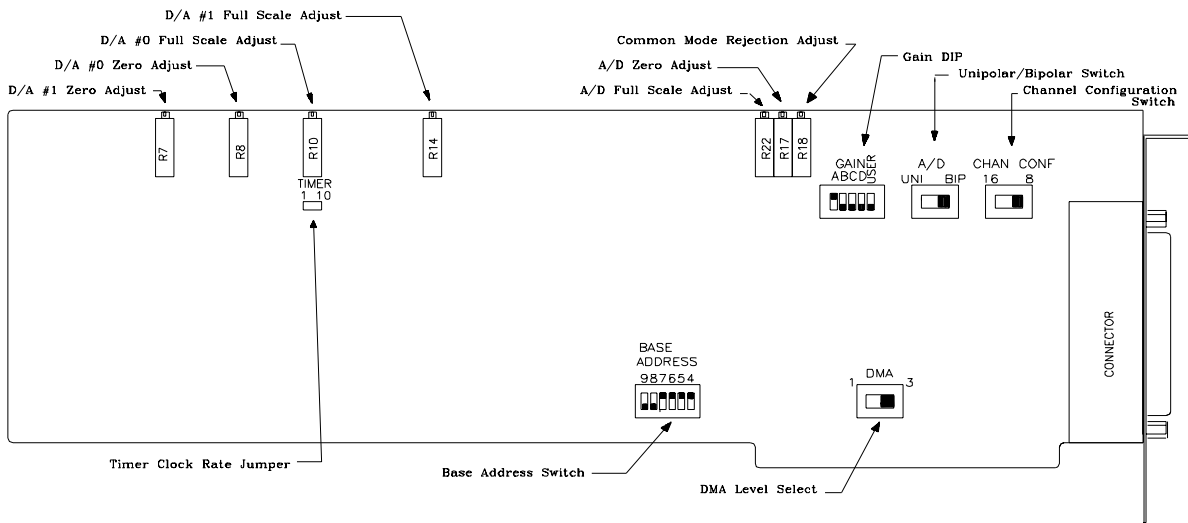 D/A #1 Full Scale Adjust
D/A #0 Full Scale Adjust
D/A #0 Zero Adjust
D/A #1 Zero Adjust
Common Mode Rejection Adjust
A/D Zero Adjust
A/D Full Scale Adjust
Gain DIP
Unipolar/Bipolar Switch
Channel Configuration
Switch
R7
R8
R10
R14
R22
R17
R18
TIMER
1 10
GAIN
ABCD
USER
A/D
UNI BIP
CHAN CONF
16 8
CONNECTOR
BASE
ADDRESS
987654
DMA
1 3
Timer Clock Rate Jumper
Base Address Switch
DMA Level Select